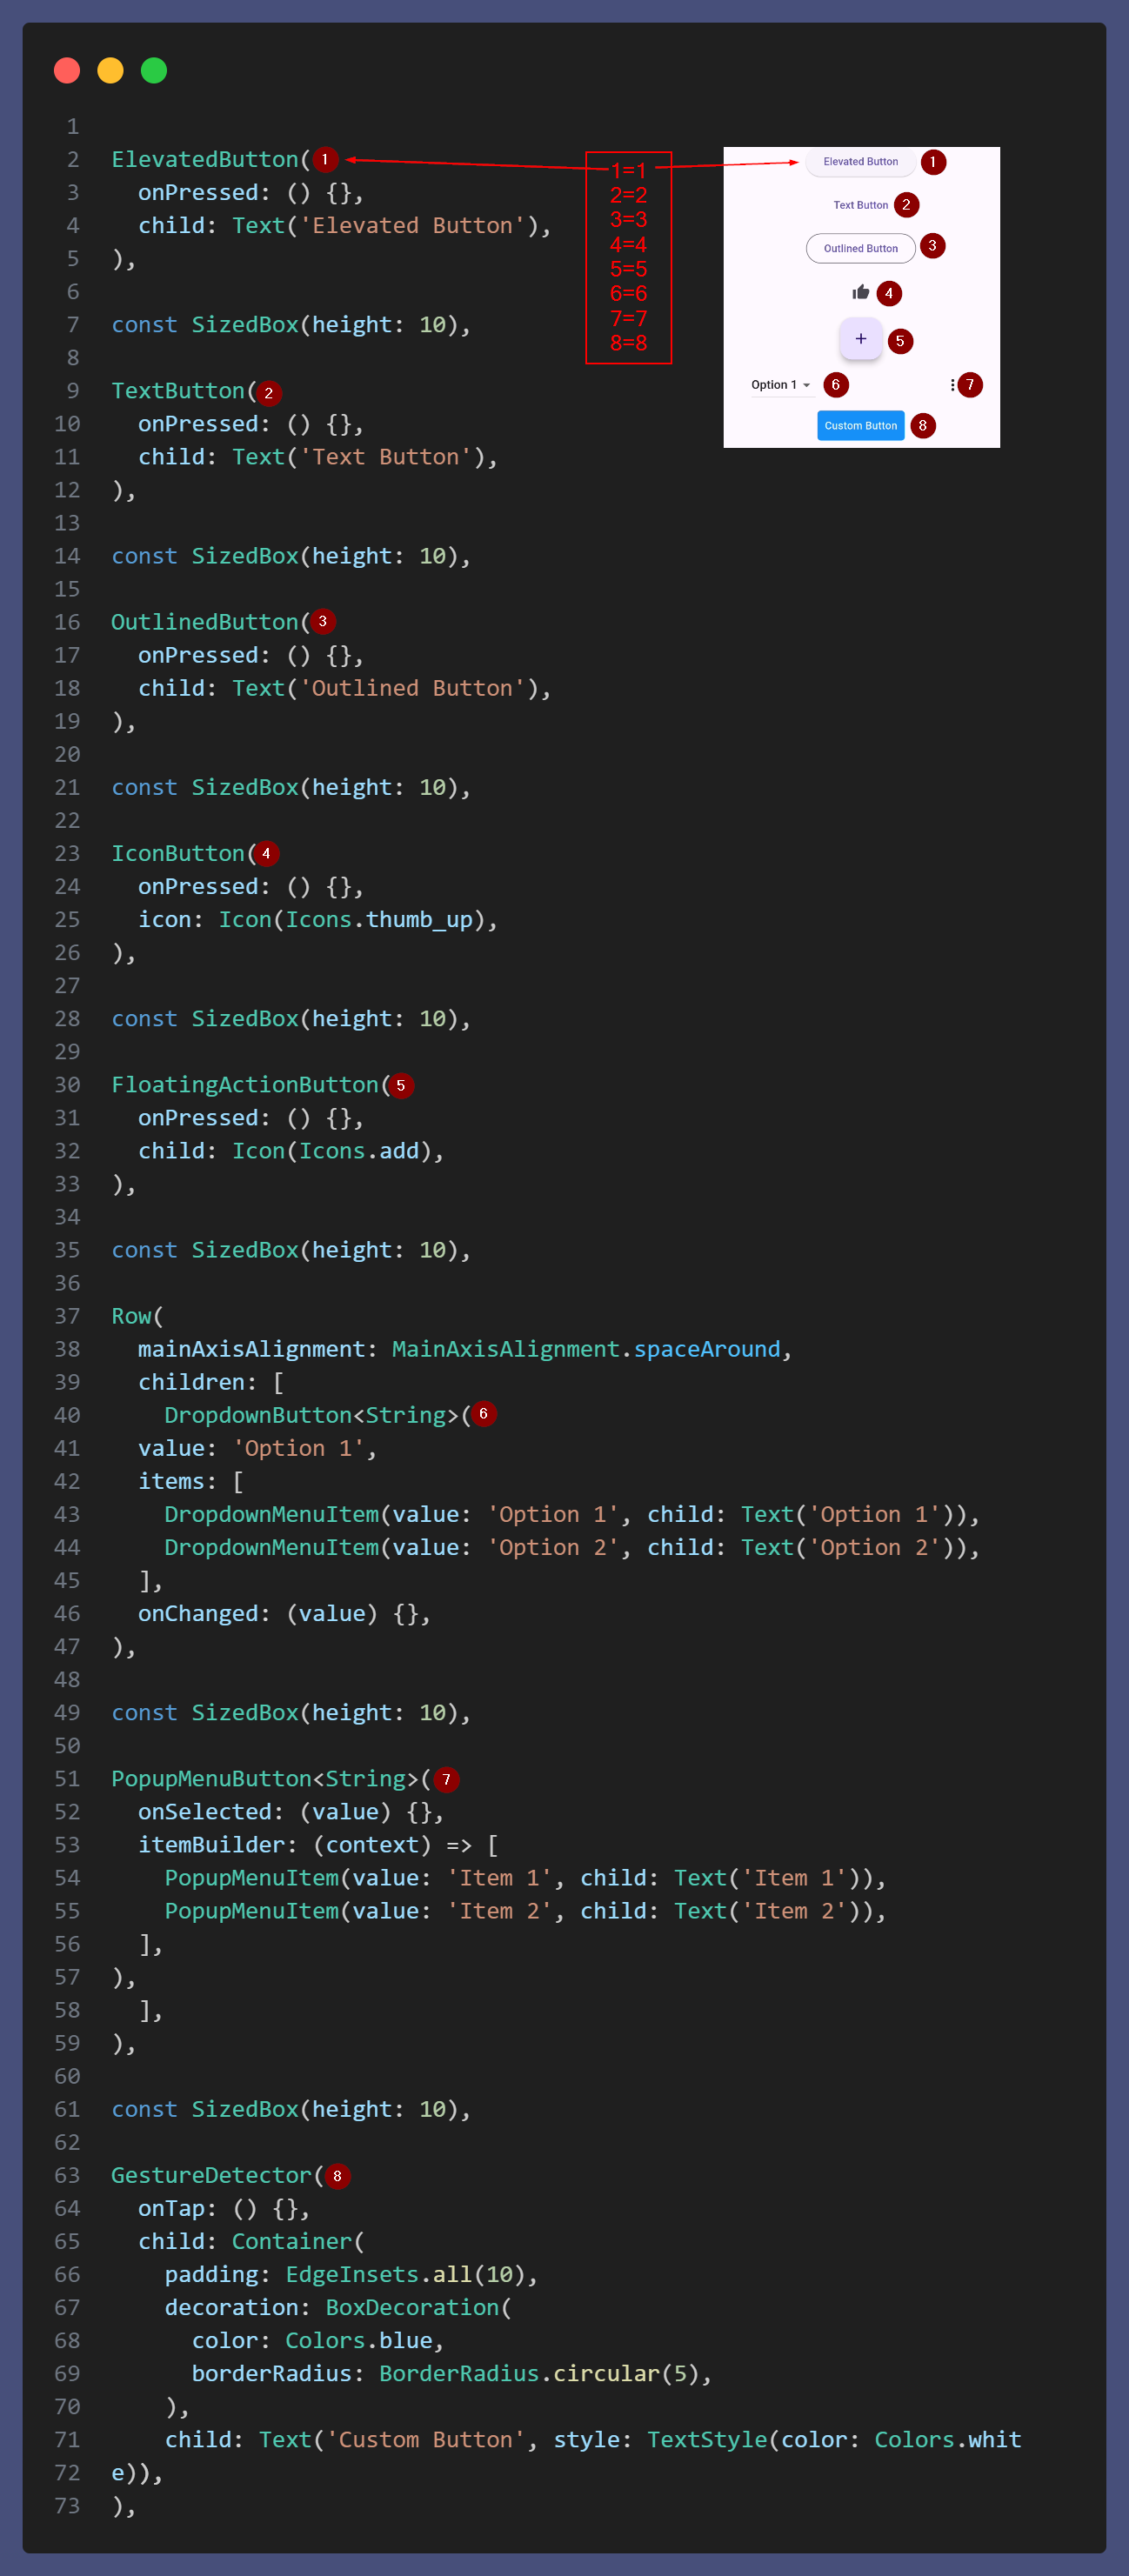 1
2 ElevatedButton( 1
3   onPressed: () {},
4   child: Text('Elevated Button'),
5 ),
6
7 const SizedBox(height: 10),
8
9 TextButton( 2
10   onPressed: () {},
11   child: Text('Text Button'),
12 ),
13
14 const SizedBox(height: 10),
15
16 OutlinedButton( 3
17   onPressed: () {},
18   child: Text('Outlined Button'),
19 ),
20
21 const SizedBox(height: 10),
22
23 IconButton( 4
24   onPressed: () {},
25   icon: Icon(Icons.thumb_up),
26 ),
27
28 const SizedBox(height: 10),
29
30 FloatingActionButton( 5
31   onPressed: () {},
32   child: Icon(Icons.add),
33 ),
34
35 const SizedBox(height: 10),
36
37 Row(
38   mainAxisAlignment: MainAxisAlignment.spaceAround,
39   children: [
40     DropdownButton<String>( 6
41   value: 'Option 1',
42   items: [
43     DropdownMenuItem(value: 'Option 1', child: Text('Option 1')),
44     DropdownMenuItem(value: 'Option 2', child: Text('Option 2')),
45   ],
46   onChanged: (value) {},
47 ),
48
49 const SizedBox(height: 10),
50
51 PopupMenuButton<String>( 7
52   onSelected: (value) {},
53   itemBuilder: (context) => [
54     PopupMenuItem(value: 'Item 1', child: Text('Item 1')),
55     PopupMenuItem(value: 'Item 2', child: Text('Item 2')),
56   ],
57 ),
58   ],
59 ),
60
61 const SizedBox(height: 10),
62
63 GestureDetector( 8
64   onTap: () {},
65   child: Container(
66     padding: EdgeInsets.all(10),
67     decoration: BoxDecoration(
68       color: Colors.blue,
69       borderRadius: BorderRadius.circular(5),
70     ),
71     child: Text('Custom Button', style: TextStyle(color: Colors.whit
72 e)),
73 ),
1=1
2=2
3=3
4=4
5=5
6=6
7=7
8=8
Elevated Button 1
Text Button 2
Outlined Button 3
4
+ 5
Option 1 6 7
Custom Button 8